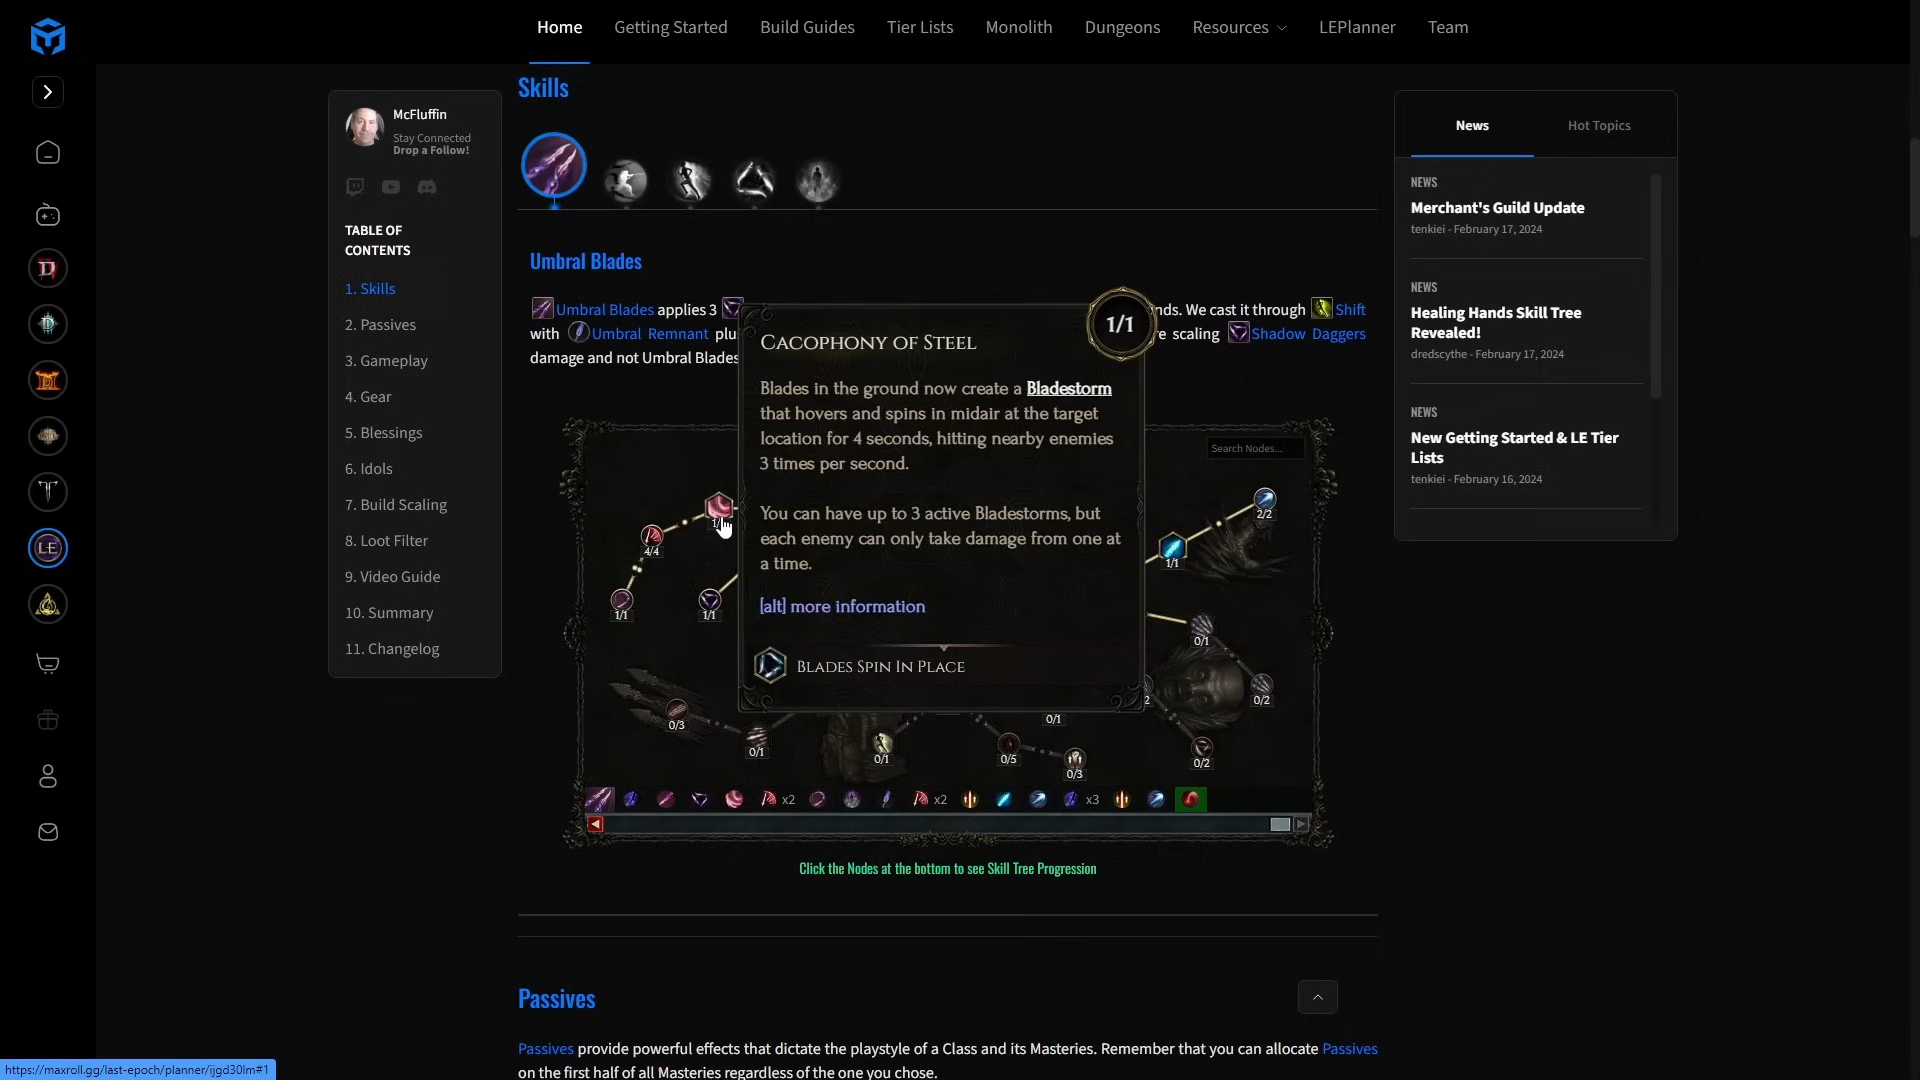 Home
Getting Started
Build Guides
Tier Lists
Monolith
Dungeons
Resources
LEPlanner
Team
McFluffin
Stay Connected
Drop a Follow!
TABLE OF
CONTENTS
1. Skills
2. Passives
3. Gameplay
4. Gear
5. Blessings
6. Idols
7. Build Scaling
8. Loot Filter
9. Video Guide
10. Summary
11. Changelog
LE
Skills
Umbral Blades
Umbral Blades applies 3 nds. We cast it through Shift
with Umbral Remnant plu e scaling Shadow Daggers
damage and not Umbral Blades
1/1
Cacophony of Steel
Blades in the ground now create a Bladestorm
that hovers and spins in midair at the target
location for 4 seconds, hitting nearby enemies
3 times per second.
You can have up to 3 active Bladestorms, but
each enemy can only take damage from one at
a time.
[alt] more information
Blades Spin In Place
Search Nodes...
2/2
4/4
1/1
1/1
1/1
0/1
0/2
0/3
0/1
0/1
0/1
0/5
0/3
0/2
x2
x2
x3
Click the Nodes at the bottom to see Skill Tree Progression
Passives
Passives provide powerful effects that dictate the playstyle of a Class and its Masteries. Remember that you can allocate Passives
on the first half of all Masteries regardless of the one you chose.
News
Hot Topics
NEWS
Merchant's Guild Update
tenkiei - February 17, 2024
NEWS
Healing Hands Skill Tree
Revealed!
dredscythe - February 17, 2024
NEWS
New Getting Started & LE Tier
Lists
tenkiei - February 16, 2024
https://maxroll.gg/last-epoch/planner/ijgd30lm#1